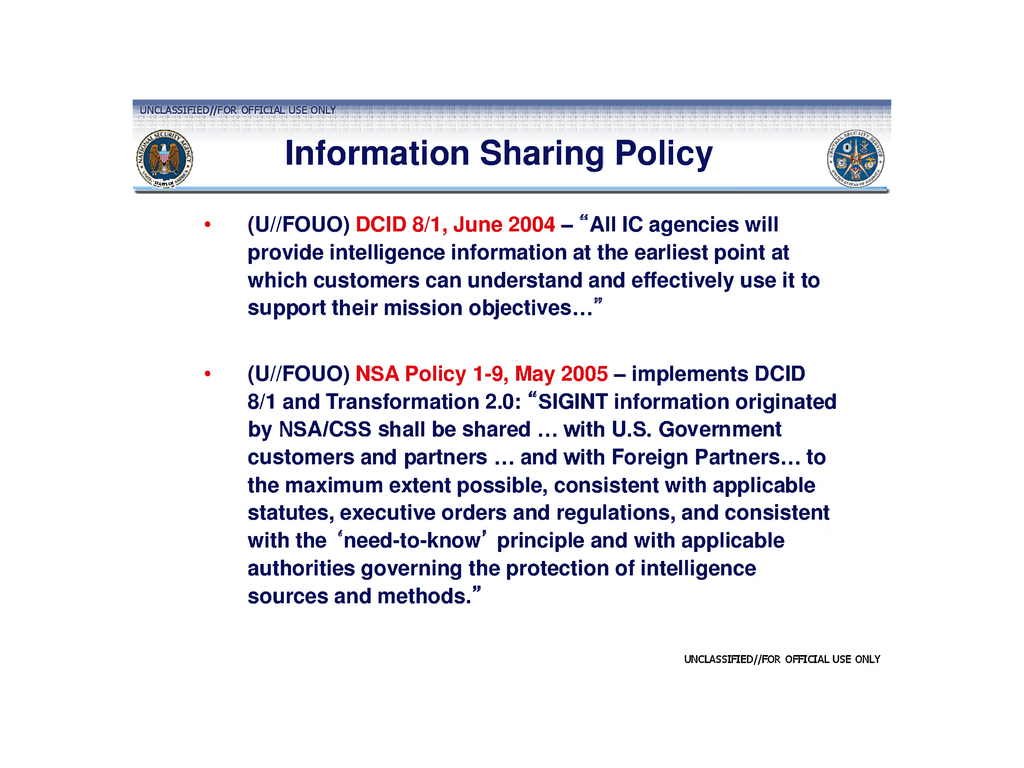 UNCLASSIFIED//FOR OFFICIAL USE ONLY
Information Sharing Policy
NATIONAL SECURITY AGENCY
UNITED STATES OF AMERICA
CENTRAL SECURITY SERVICE
UNITED STATES OF AMERICA
• (U//FOUO) DCID 8/1, June 2004 – “All IC agencies will
provide intelligence information at the earliest point at
which customers can understand and effectively use it to
support their mission objectives…”
• (U//FOUO) NSA Policy 1-9, May 2005 – implements DCID
8/1 and Transformation 2.0: “SIGINT information originated
by NSA/CSS shall be shared … with U.S. Government
customers and partners … and with Foreign Partners… to
the maximum extent possible, consistent with applicable
statutes, executive orders and regulations, and consistent
with the ‘need-to-know’ principle and with applicable
authorities governing the protection of intelligence
sources and methods.”
UNCLASSIFIED//FOR OFFICIAL USE ONLY